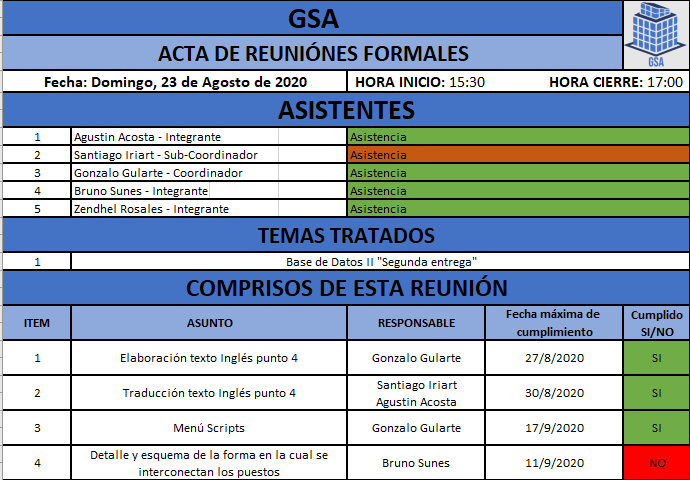 GSA
ACTA DE REUNIÓNES FORMALES
GSA
Fecha: Domingo, 23 de Agosto de 2020 HORA INICIO: 15:30 HORA CIERRE: 17:00
ASISTENTES
1 Agustin Acosta - Integrante Asistencia
2 Santiago Iriart - Sub-Coordinador Asistencia
3 Gonzalo Gularte - Coordinador Asistencia
4 Bruno Sunes - Integrante Asistencia
5 Zendhel Rosales - Integrante Asistencia
TEMAS TRATADOS
1 Base de Datos II "Segunda entrega"
COMPRISOS DE ESTA REUNIÓN
ITEM ASUNTO RESPONSABLE Fecha máxima de cumplimiento Cumplido SI/NO
1 Elaboración texto Inglés punto 4 Gonzalo Gularte 27/8/2020 SI
2 Traducción texto Inglés punto 4 Santiago Iriart Agustin Acosta 30/8/2020 SI
3 Menú Scripts Gonzalo Gularte 17/9/2020 SI
4 Detalle y esquema de la forma en la cual se interconectan los puestos Bruno Sunes 11/9/2020 NO